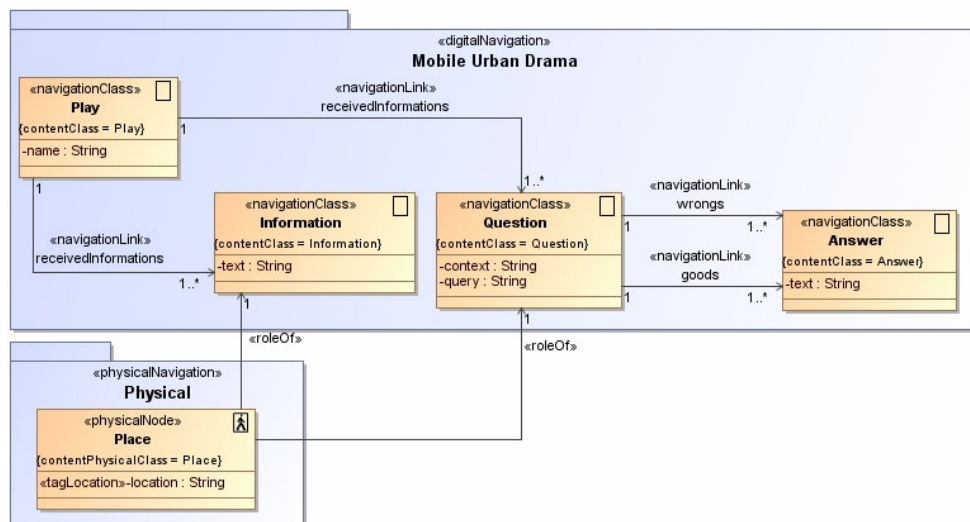 «digitalNavigation»
Mobile Urban Drama
«navigationClass»
Play
{contentClass = Play}
-name : String
«navigationLink»
receivedInformations
1
1..*
1
«navigationLink»
receivedInformations
1..*
«navigationClass»
Information
{contentClass = Information}
-text : String
1
«navigationClass»
Question
{contentClass = Question}
-context : String
-query : String
1
«navigationLink»
wrongs
1
1..*
«navigationLink»
goods
1
1..*
«navigationClass»
Answer
{contentClass = Answer}
-text : String
«roleOf»
«roleOf»
«physicalNavigation»
Physical
«physicalNode»
Place
{contentPhysicalClass = Place}
«tagLocation»-location : String